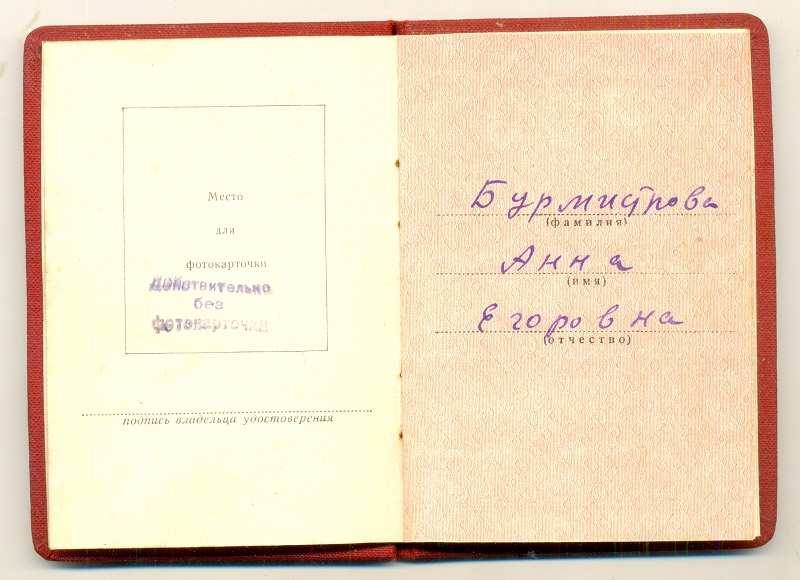 Место
для
фотокарточки
Действительно
без
фотокарточки
подпись владельца удостоверения
Бурмистрова
(фамилия)
Анна
(имя)
Егоровна
(отчество)